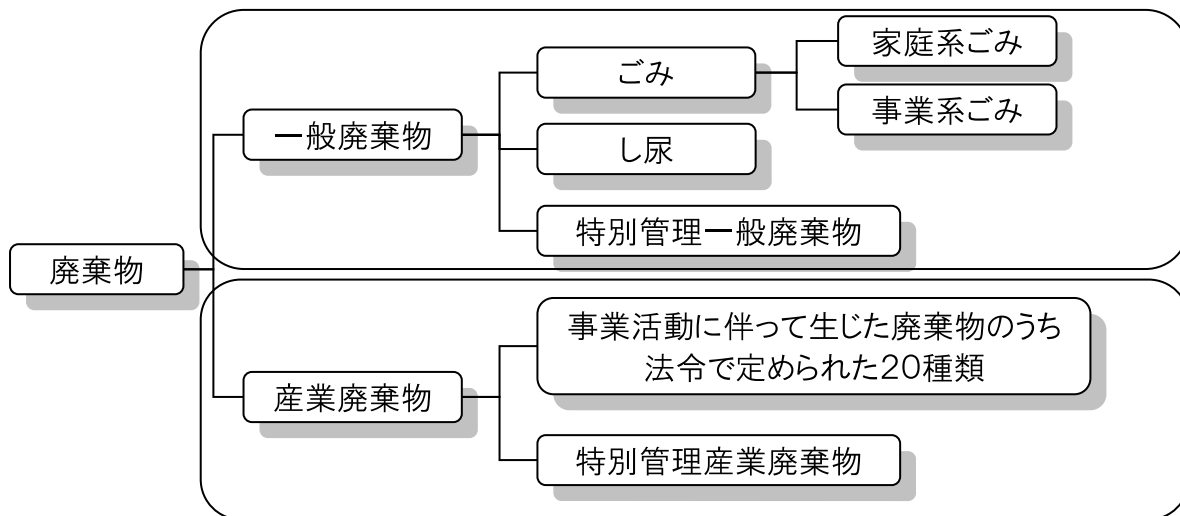 廃棄物
一般廃棄物
ごみ
家庭系ごみ
事業系ごみ
し尿
特別管理一般廃棄物
産業廃棄物
事業活動に伴って生じた廃棄物のうち
法令で定められた20種類
特別管理産業廃棄物